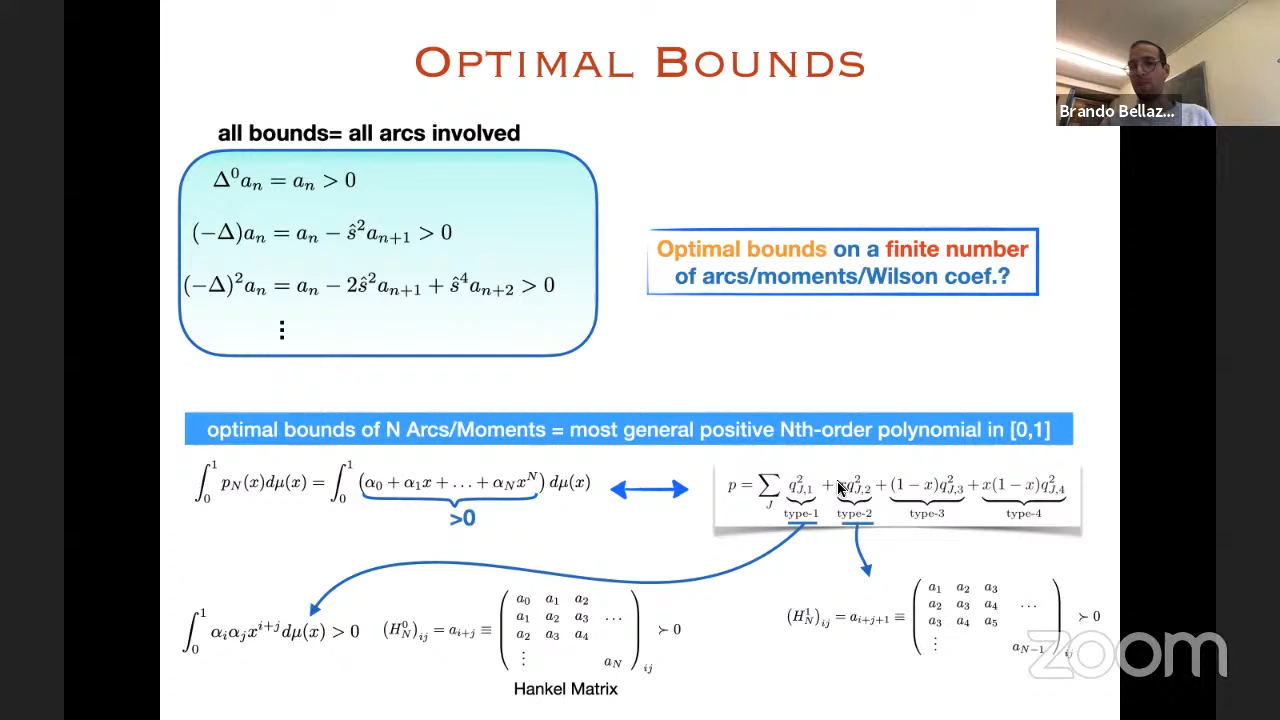 OPTIMAL BOUNDS
Brando Bellaz...
all bounds= all arcs involved
Δ⁰aₙ = aₙ > 0
(−Δ)aₙ = aₙ − ŝ²aₙ₊₁ > 0
(−Δ)²aₙ = aₙ − 2ŝ²aₙ₊₁ + ŝ⁴aₙ₊₂ > 0
⋮
Optimal bounds on a finite number
of arcs/moments/Wilson coef.?
optimal bounds of N Arcs/Moments = most general positive Nth-order polynomial in [0,1]
∫₀¹ p_N(x)dμ(x) = ∫₀¹ (α₀ + α₁x + … + α_N x^N) dμ(x)
>0
p = ∑_J q²_{J,1} + xq²_{J,2} + (1 − x)q²_{J,3} + x(1 − x)q²_{J,4}
type-1 type-2 type-3 type-4
∫₀¹ αᵢαⱼx^{i+j}dμ(x) > 0
(H⁰_N)_{ij} = a_{i+j} ≡
a₀ a₁ a₂
a₁ a₂ a₃ …
a₂ a₃ a₄
⋮ a_N
ij
≻ 0
Hankel Matrix
(H¹_N)_{ij} = a_{i+j+1} ≡
a₁ a₂ a₃
a₂ a₃ a₄ …
a₃ a₄ a₅
⋮ a_{N−1}
ij
≻ 0
zoom